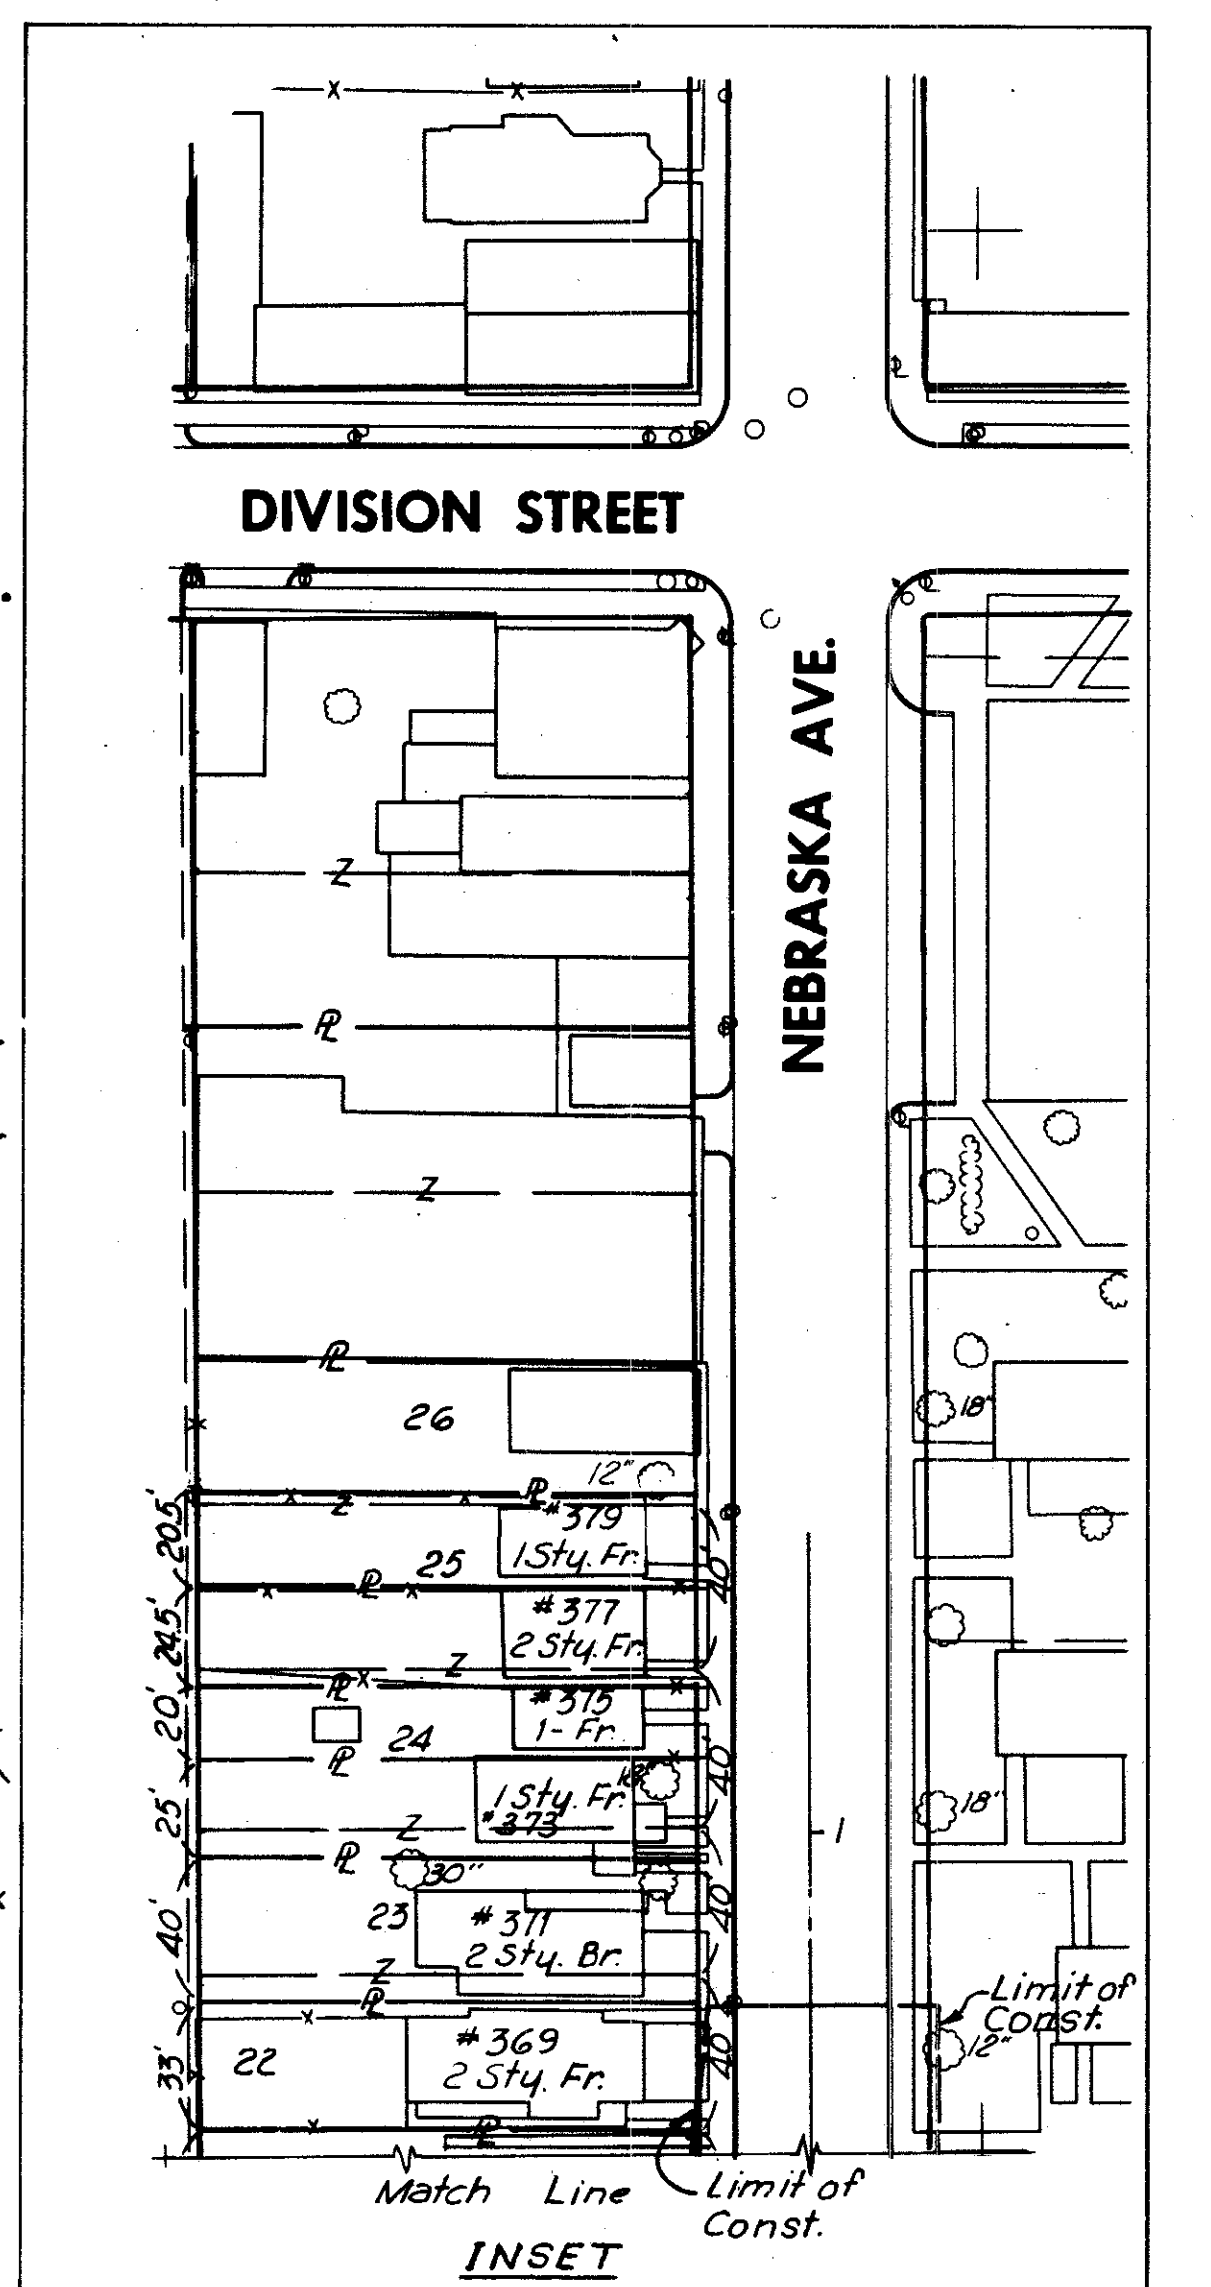 DIVISION STREET
NEBRASKA AVE.
Z
PL
Z
PL
26
12"
PL
Z
#379
1 Sty. Fr.
25
20.5'
40
PL
#377
2 Sty. Fr.
24.5'
Z
PL
#375
1- Fr.
20'
24
PL
1 Sty. Fr.
#373
25'
40
Z
PL
30"
23
#371
2 Sty. Br.
40'
40
Z
PL
#369
2 Sty. Fr.
22
33'
40
PL
18"
18"
1
Limit of
Const.
12"
Match Line
Limit of
Const.
INSET